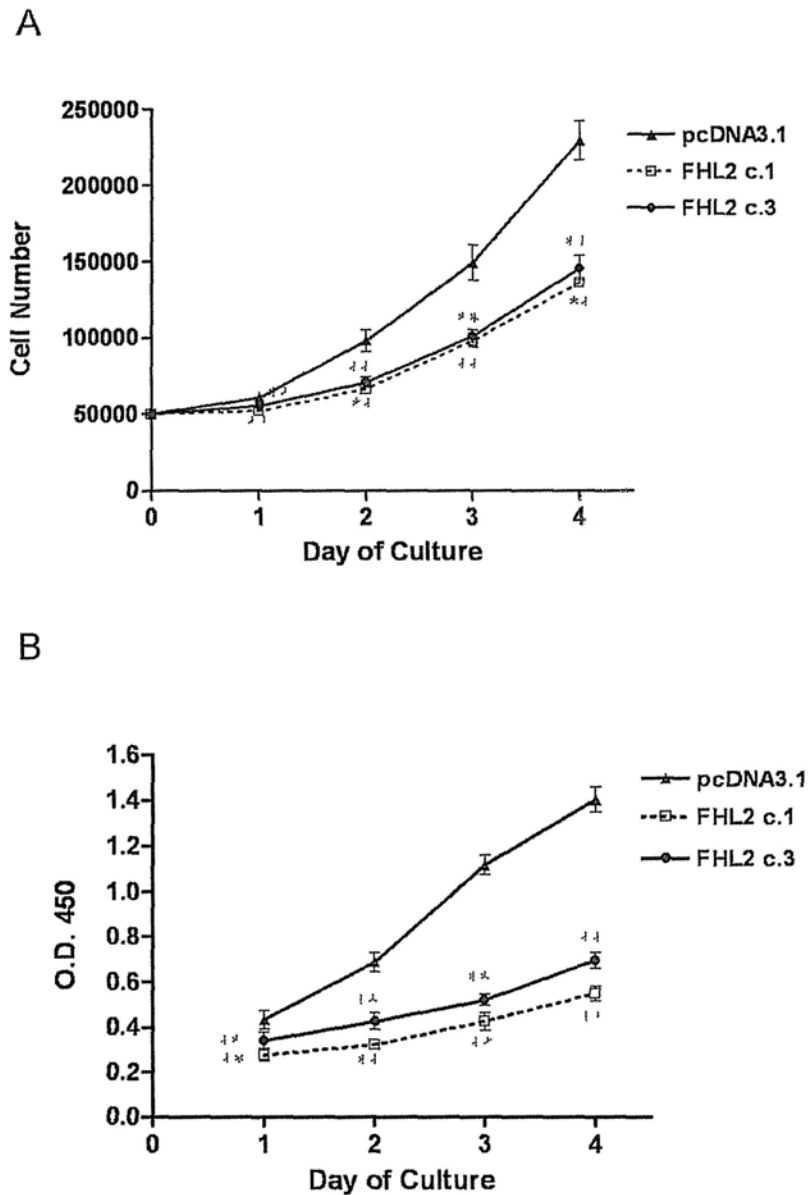 A
250000
200000
150000
100000
50000
0
Cell Number
0 1 2 3 4
Day of Culture
pcDNA3.1
FHL2 c.1
FHL2 c.3
**
B
1.6
1.4
1.2
1.0
0.8
0.6
0.4
0.2
0.0
O.D. 450
0 1 2 3 4
Day of Culture
pcDNA3.1
FHL2 c.1
FHL2 c.3